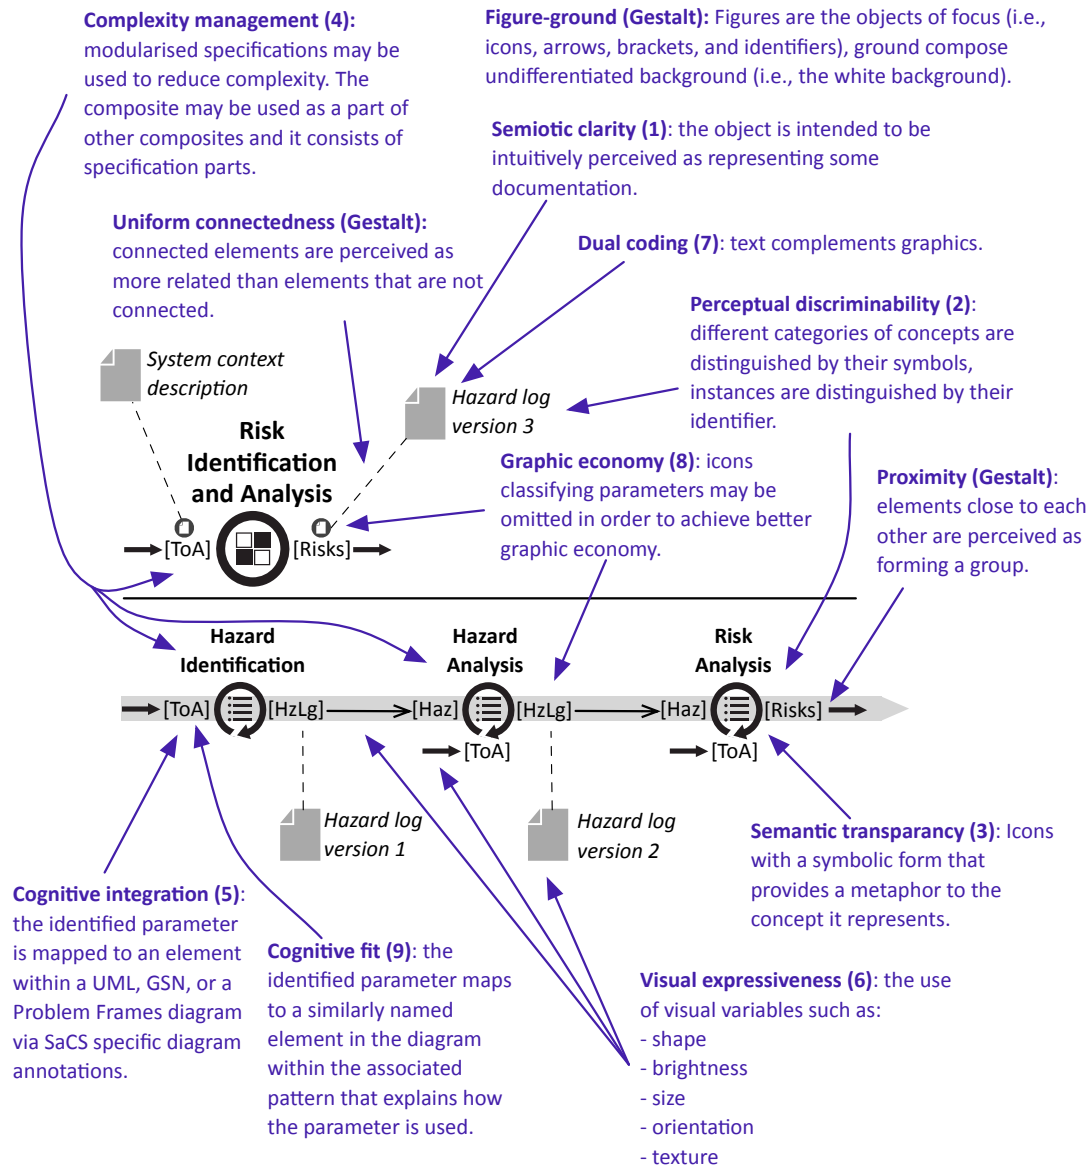 Complexity management (4):
modularised specifications may be
used to reduce complexity. The
composite may be used as a part of
other composites and it consists of
specification parts.
Figure-ground (Gestalt): Figures are the objects of focus (i.e.,
icons, arrows, brackets, and identifiers), ground compose
undifferentiated background (i.e., the white background).
Semiotic clarity (1): the object is intended to be
intuitively perceived as representing some
documentation.
Uniform connectedness (Gestalt):
connected elements are perceived as
more related than elements that are not
connected.
Dual coding (7): text complements graphics.
Perceptual discriminability (2):
different categories of concepts are
distinguished by their symbols,
instances are distinguished by their
identifier.
System context
description
Hazard log
version 3
Risk
Identification
and Analysis
Graphic economy (8): icons
classifying parameters may be
omitted in order to achieve better
graphic economy.
Proximity (Gestalt):
elements close to each
other are perceived as
forming a group.
[ToA]
[Risks]
Hazard
Identification
Hazard
Analysis
Risk
Analysis
[ToA]
[HzLg]
[Haz]
[HzLg]
[Haz]
[Risks]
[ToA]
[ToA]
Hazard log
version 1
Hazard log
version 2
Semantic transparancy (3): Icons
with a symbolic form that
provides a metaphor to the
concept it represents.
Cognitive integration (5):
the identified parameter
is mapped to an element
within a UML, GSN, or a
Problem Frames diagram
via SaCS specific diagram
annotations.
Cognitive fit (9): the
identified parameter maps
to a similarly named
element in the diagram
within the associated
pattern that explains how
the parameter is used.
Visual expressiveness (6): the use
of visual variables such as:
- shape
- brightness
- size
- orientation
- texture